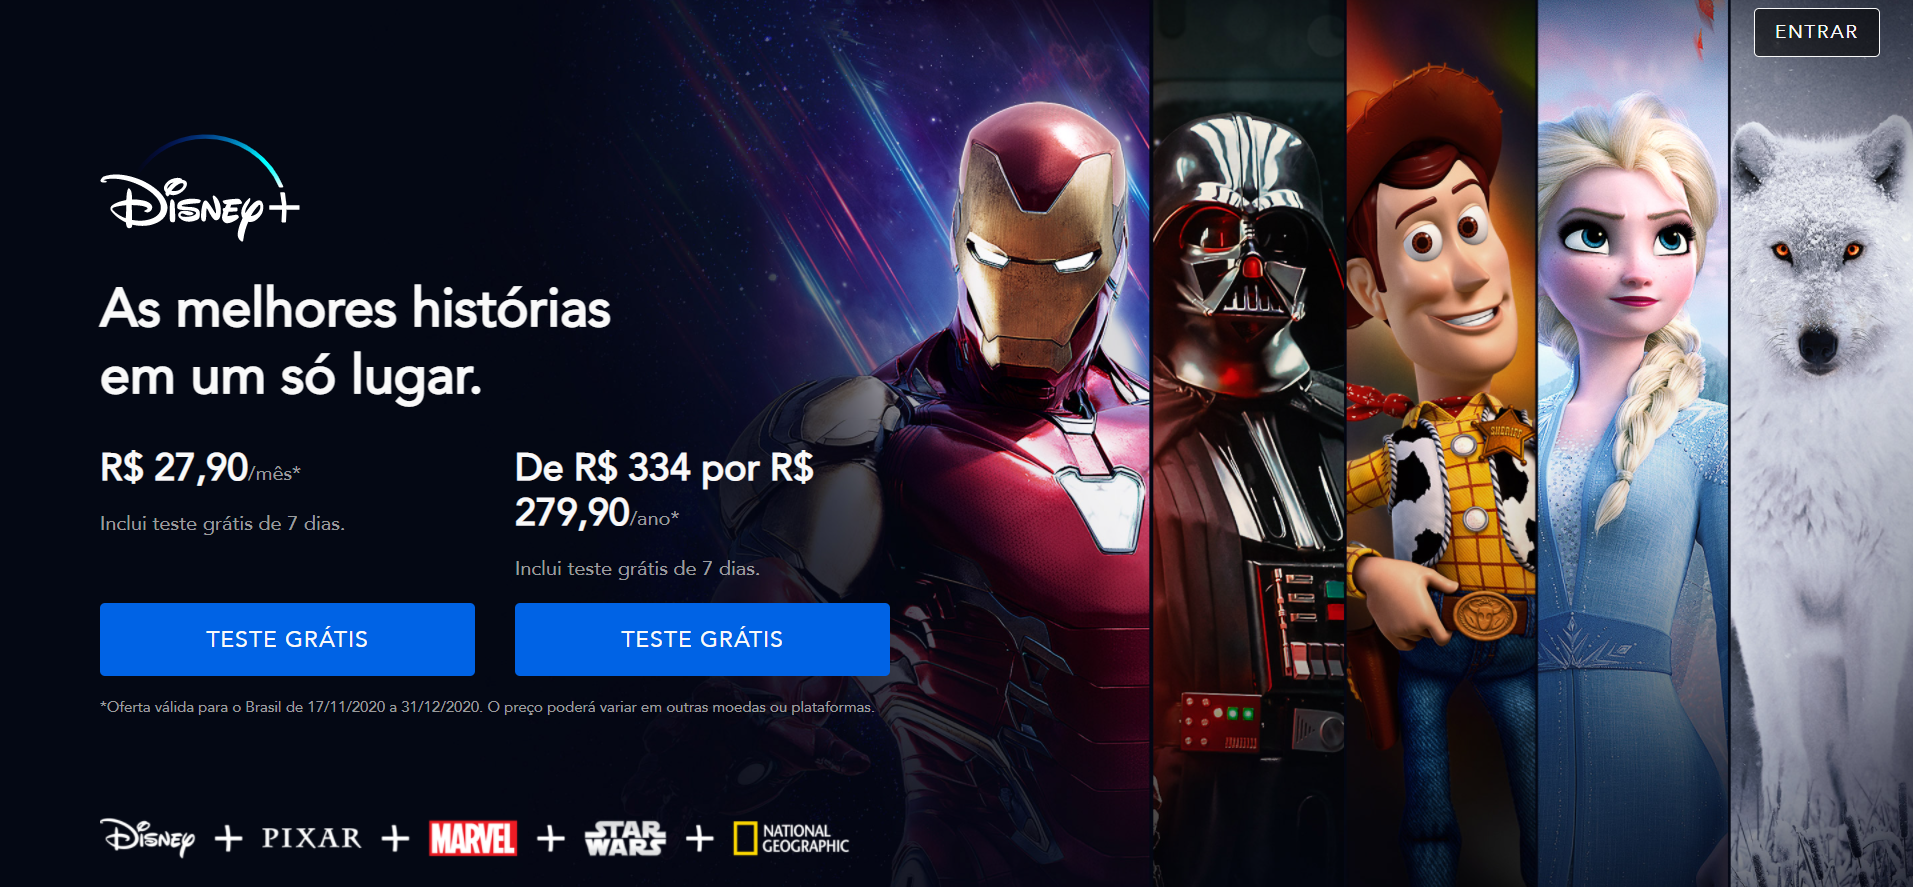 ENTRAR
DISNEY+
As melhores histórias
em um só lugar.
R$ 27,90/mês*
Inclui teste grátis de 7 dias.
TESTE GRÁTIS
De R$ 334 por R$
279,90/ano*
Inclui teste grátis de 7 dias.
TESTE GRÁTIS
*Oferta válida para o Brasil de 17/11/2020 a 31/12/2020. O preço poderá variar em outras moedas ou plataformas.
SHERIFF
DISNEY + PIXAR + MARVEL + STAR WARS + NATIONAL GEOGRAPHIC